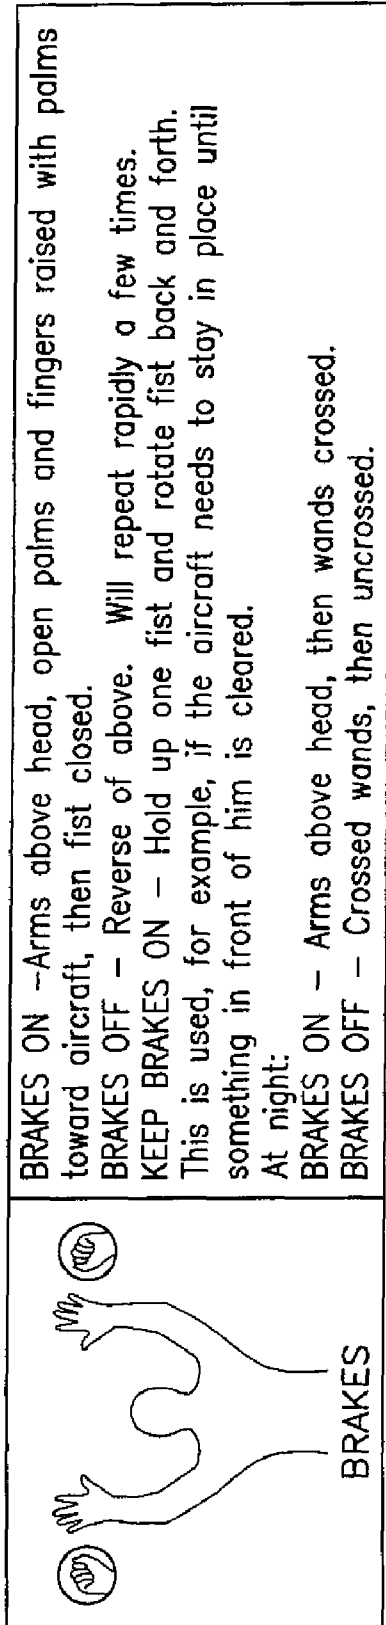 BRAKES
BRAKES ON —Arms above head, open palms and fingers raised with palms
toward aircraft, then fist closed.
BRAKES OFF — Reverse of above. Will repeat rapidly a few times.
KEEP BRAKES ON — Hold up one fist and rotate fist back and forth.
This is used, for example, if the aircraft needs to stay in place until
something in front of him is cleared.
At night:
BRAKES ON — Arms above head, then wands crossed.
BRAKES OFF — Crossed wands, then uncrossed.